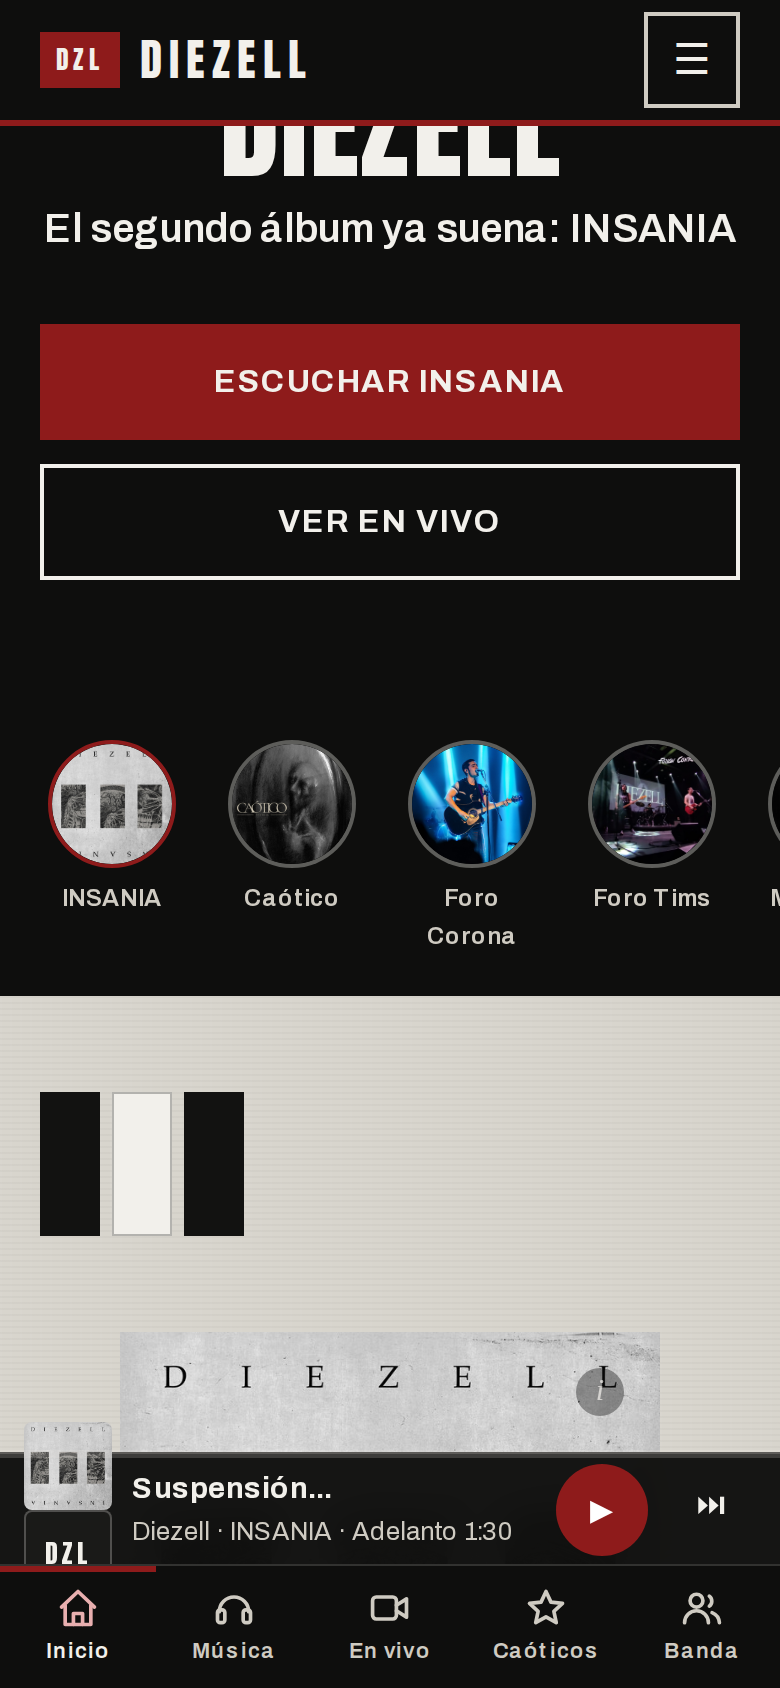 DZL DIEZELL ☰
DIEZELL
El segundo álbum ya suena: INSANIA
ESCUCHAR INSANIA
VER EN VIVO
CAÓTICO
INSANIA
Caótico
Foro Corona
Foro Tims
D I E Z E L L
i
D I E Z E L L
Suspensión...
Diezell · INSANIA · Adelanto 1:30
DZL
Inicio
Música
En vivo
Caóticos
Banda